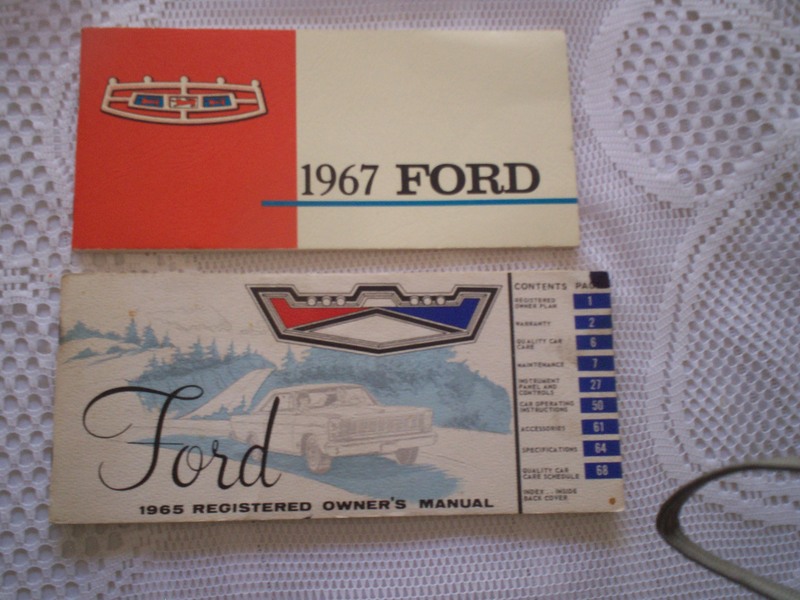 1967 FORD
Ford
1965 REGISTERED OWNER'S MANUAL
CONTENTS PAGE
REGISTERED OWNER PLAN 1
WARRANTY 2
QUALITY CAR CARE 6
MAINTENANCE 7
INSTRUMENT PANEL AND CONTROLS 27
CAR OPERATING INSTRUCTIONS 50
ACCESSORIES 61
SPECIFICATIONS 64
QUALITY CAR CARE SCHEDULE 68
INDEX . . INSIDE
BACK COVER